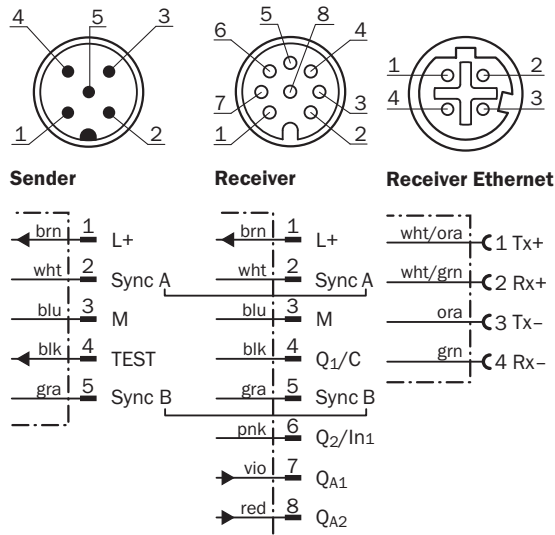 4 5 3
1 2
5 8
6 4
7 3
1 2
1 2
4 3
Sender
brn 1 L+
wht 2 Sync A
blu 3 M
blk 4 TEST
gra 5 Sync B
Receiver
brn 1 L+
wht 2 Sync A
blu 3 M
blk 4 Q1/C
gra 5 Sync B
pnk 6 Q2/In1
vio 7 QA1
red 8 QA2
Receiver Ethernet
wht/ora 1 Tx+
wht/grn 2 Rx+
ora 3 Tx–
grn 4 Rx–